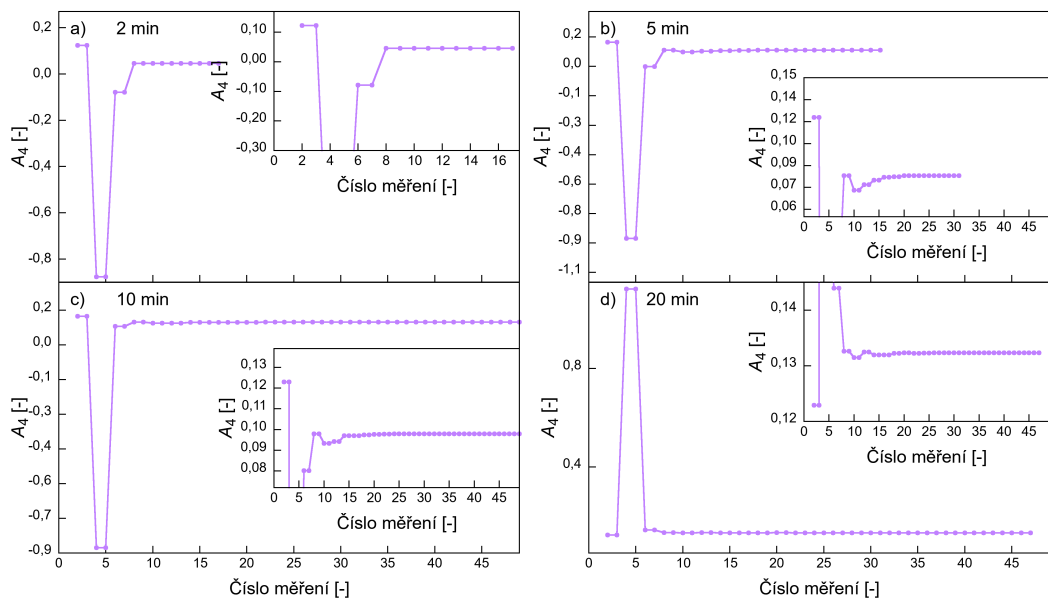 a) 2 min
A4 [-]
0,2
0,0
-0,2
-0,4
-0,6
-0,8
A4 [-]
0,10
0,00
-0,10
-0,20
-0,30
0 2 4 6 8 10 12 14 16
Číslo měření [-]
b) 5 min
A4 [-]
0,2
0,0
-0,1
-0,3
-0,4
-0,6
-0,7
-0,9
-1,1
A4 [-]
0,15
0,14
0,12
0,10
0,09
0,07
0,06
0 5 10 15 20 25 30 35 40 45
Číslo měření [-]
c) 10 min
A4 [-]
0,2
0,0
-0,1
-0,3
-0,4
-0,6
-0,7
-0,9
A4 [-]
0,13
0,12
0,10
0,09
0,08
0 5 10 15 20 25 30 35 40 45
Číslo měření [-]
0 5 10 15 20 25 30 35 40 45
Číslo měření [-]
d) 20 min
A4 [-]
0,8
0,4
A4 [-]
0,14
0,13
0,12
0 5 10 15 20 25 30 35 40 45
Číslo měření [-]
0 5 10 15 20 25 30 35 40 45
Číslo měření [-]